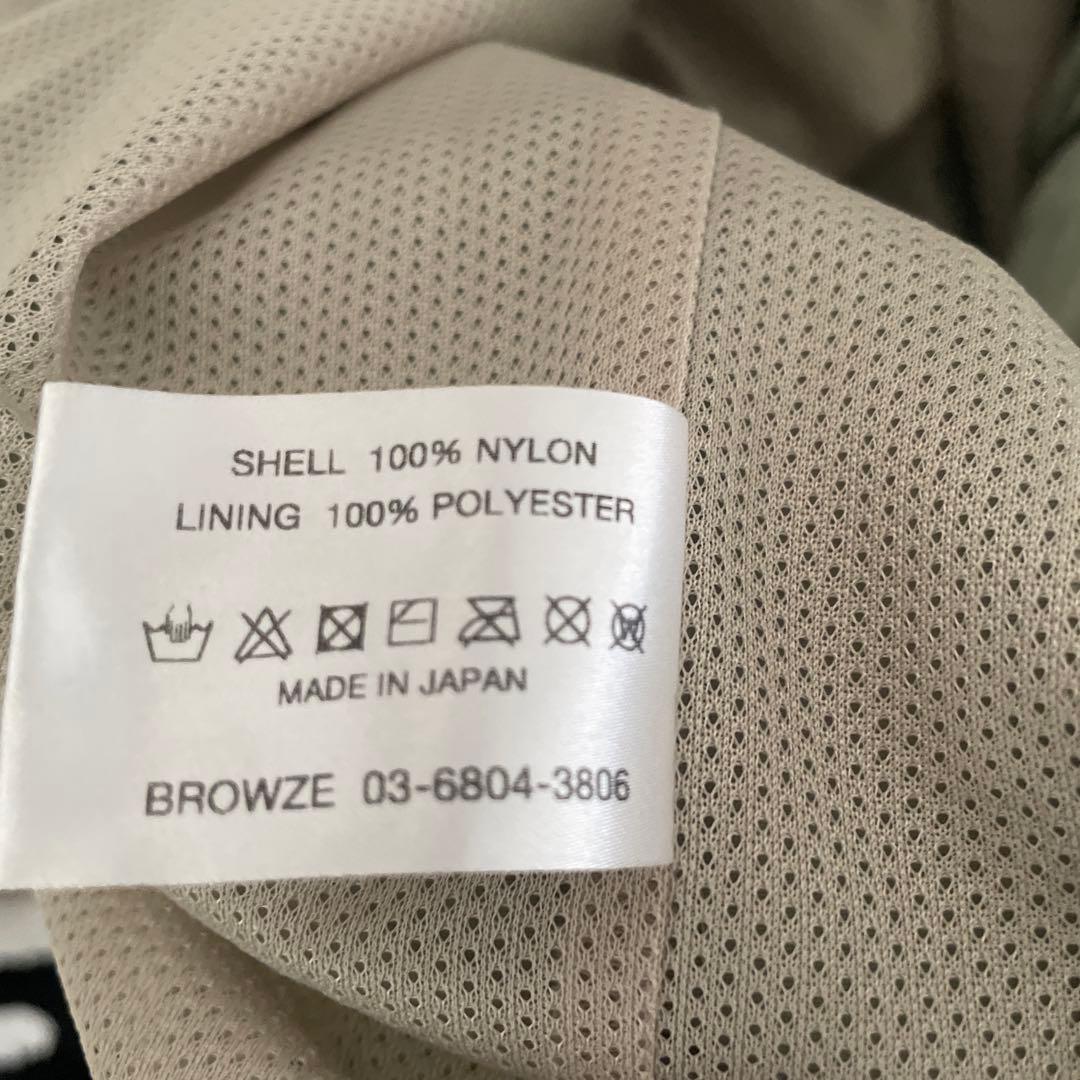 SHELL 100% NYLON
LINING 100% POLYESTER
W
MADE IN JAPAN
BROWZE 03-6804-3806